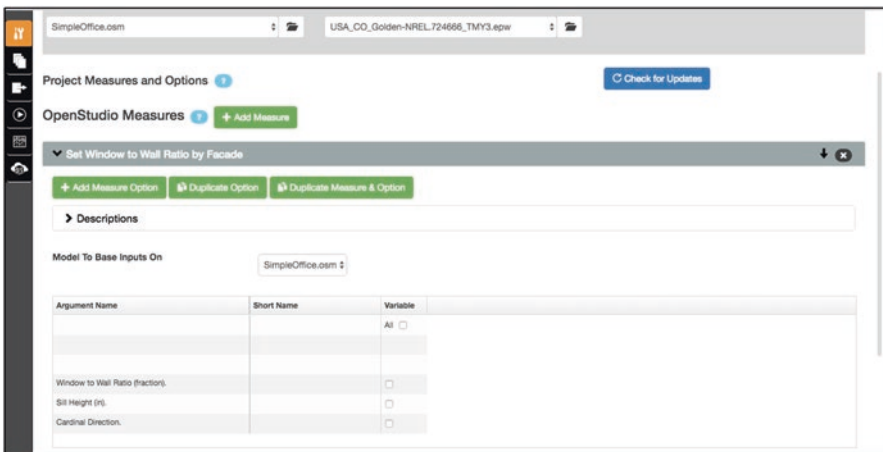 SimpleOffice.osm USA_CO_Golden-NREL.724666_TMY3.epw
Project Measures and Options ? Check for Updates
OpenStudio Measures ? + Add Measure
Set Window to Wall Ratio by Facade
+ Add Measure Option Duplicate Option Duplicate Measure & Option
Descriptions
Model To Base Inputs On SimpleOffice.osm
Argument Name Short Name Variable
All
Window to Wall Ratio (fraction).
Sill Height (in).
Cardinal Direction.